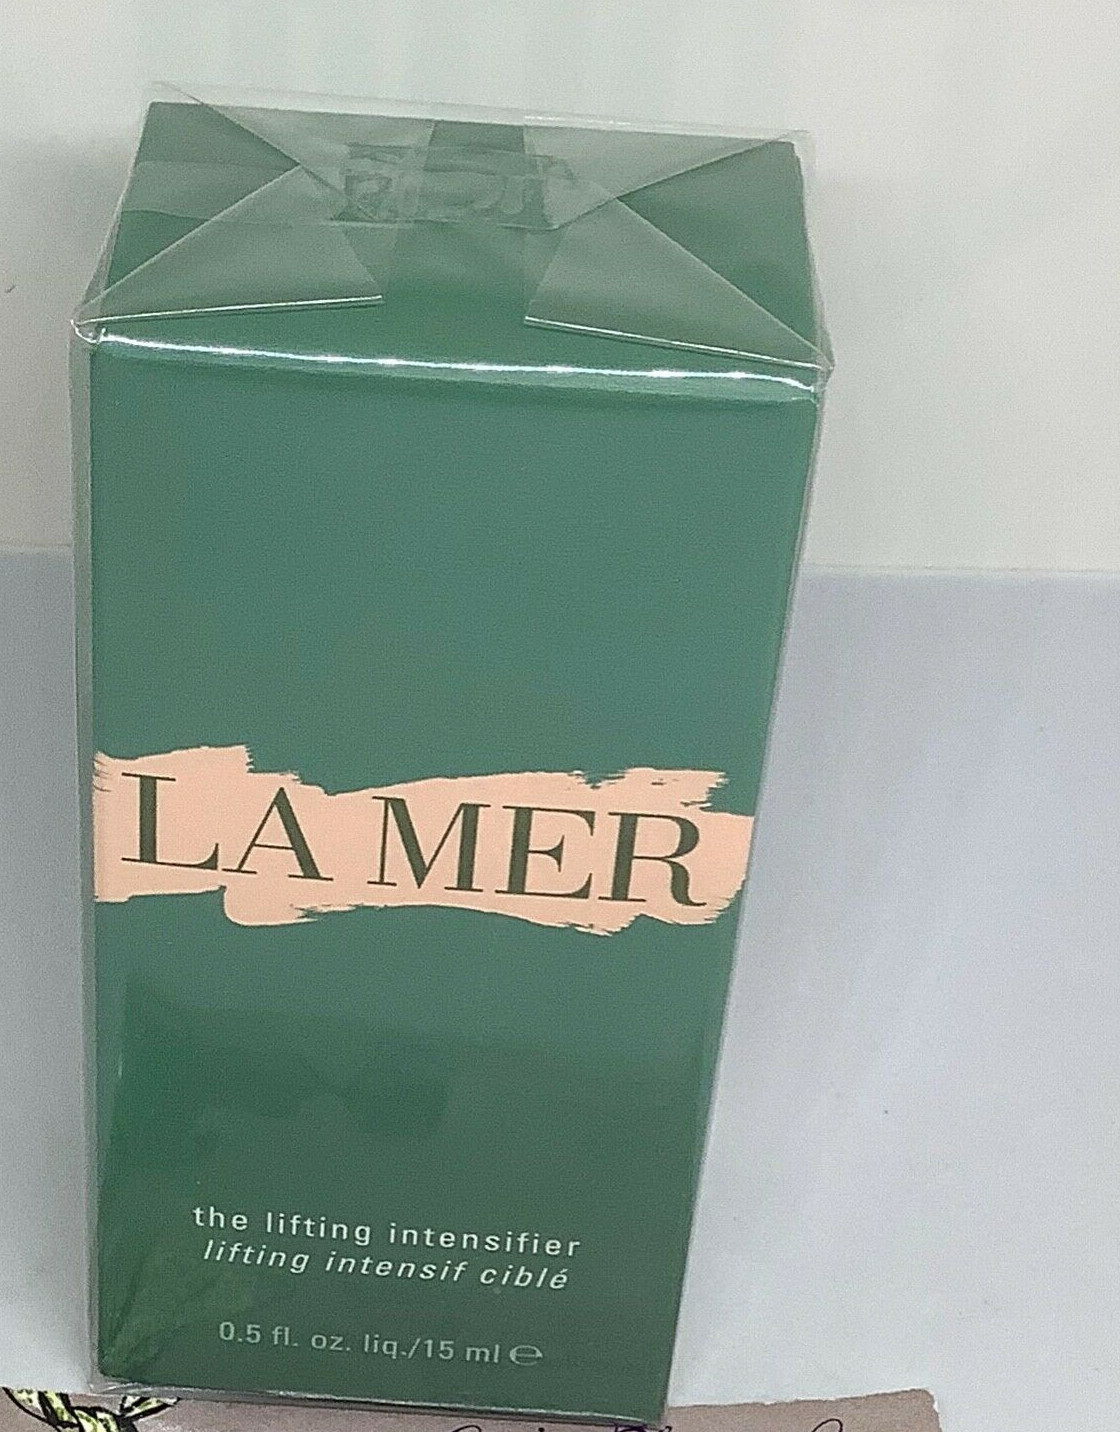 LA MER
the lifting intensifier
lifting intensif ciblé
0.5 fl. oz. liq./15 ml ℮